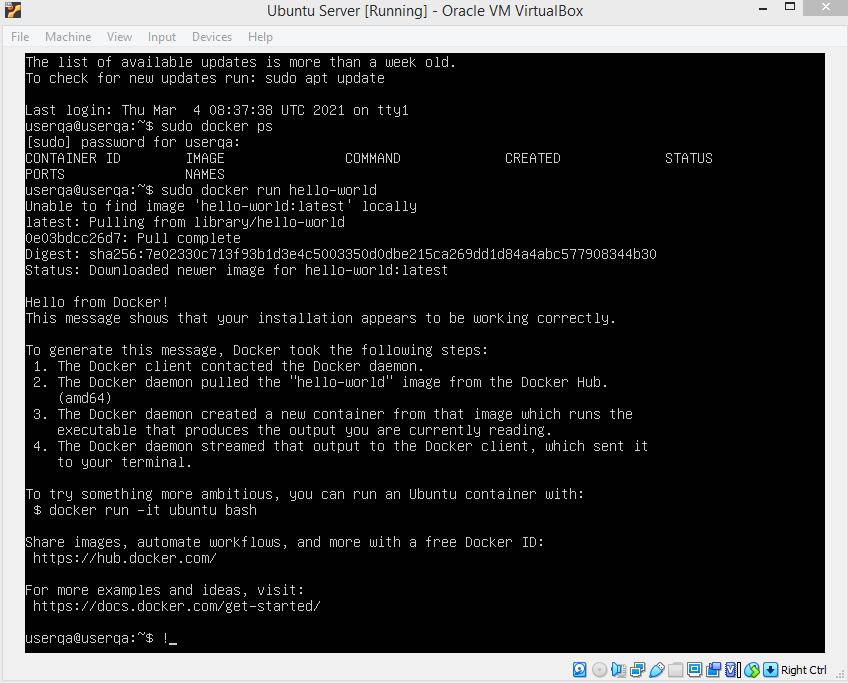 Ubuntu Server [Running] - Oracle VM VirtualBox
File Machine View Input Devices Help
The list of available updates is more than a week old.
To check for new updates run: sudo apt update
Last login: Thu Mar  4 08:37:38 UTC 2021 on tty1
userqa@userqa:~$ sudo docker ps
[sudo] password for userqa:
CONTAINER ID        IMAGE               COMMAND             CREATED             STATUS
PORTS               NAMES
userqa@userqa:~$ sudo docker run hello-world
Unable to find image 'hello-world:latest' locally
latest: Pulling from library/hello-world
0e03bdcc26d7: Pull complete
Digest: sha256:7e02330c713f93b1d3e4c5003350d0dbe215ca269dd1d84a4abc577908344b30
Status: Downloaded newer image for hello-world:latest
Hello from Docker!
This message shows that your installation appears to be working correctly.
To generate this message, Docker took the following steps:
 1. The Docker client contacted the Docker daemon.
 2. The Docker daemon pulled the "hello-world" image from the Docker Hub.
    (amd64)
 3. The Docker daemon created a new container from that image which runs the
    executable that produces the output you are currently reading.
 4. The Docker daemon streamed that output to the Docker client, which sent it
    to your terminal.
To try something more ambitious, you can run an Ubuntu container with:
 $ docker run -it ubuntu bash
Share images, automate workflows, and more with a free Docker ID:
 https://hub.docker.com/
For more examples and ideas, visit:
 https://docs.docker.com/get-started/
userqa@userqa:~$ !_
Right Ctrl